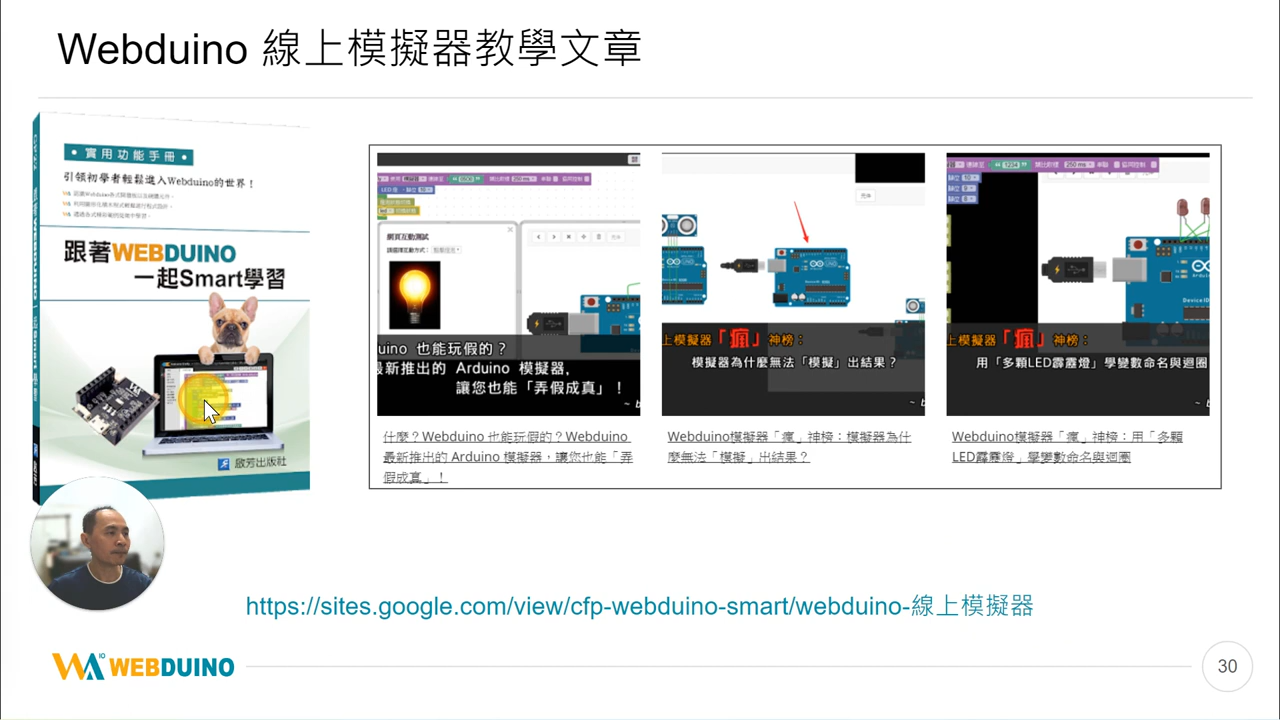 Webduino 線上模擬器教學文章
• 實用功能手冊 •
引領初學者輕鬆進入Webduino的世界！
跟著WEBDUINO
一起Smart學習
啟芳出版社
網頁互動測試
uino 也能玩假的？
最新推出的 Arduino 模擬器,
讓您也能「弄假成真」！
上模擬器「瘋」神榜：
模擬器為什麼無法「模擬」出結果？
上模擬器「瘋」神榜：
用「多顆LED霹靂燈」學變數命名與迴圈
什麼？Webduino 也能玩假的？Webduino
最新推出的 Arduino 模擬器，讓您也能「弄
假成真」！
Webduino模擬器「瘋」神榜：模擬器為什
麼無法「模擬」出結果？
Webduino模擬器「瘋」神榜：用「多顆
LED霹靂燈」學變數命名與迴圈
https://sites.google.com/view/cfp-webduino-smart/webduino-線上模擬器
WEBDUINO
30